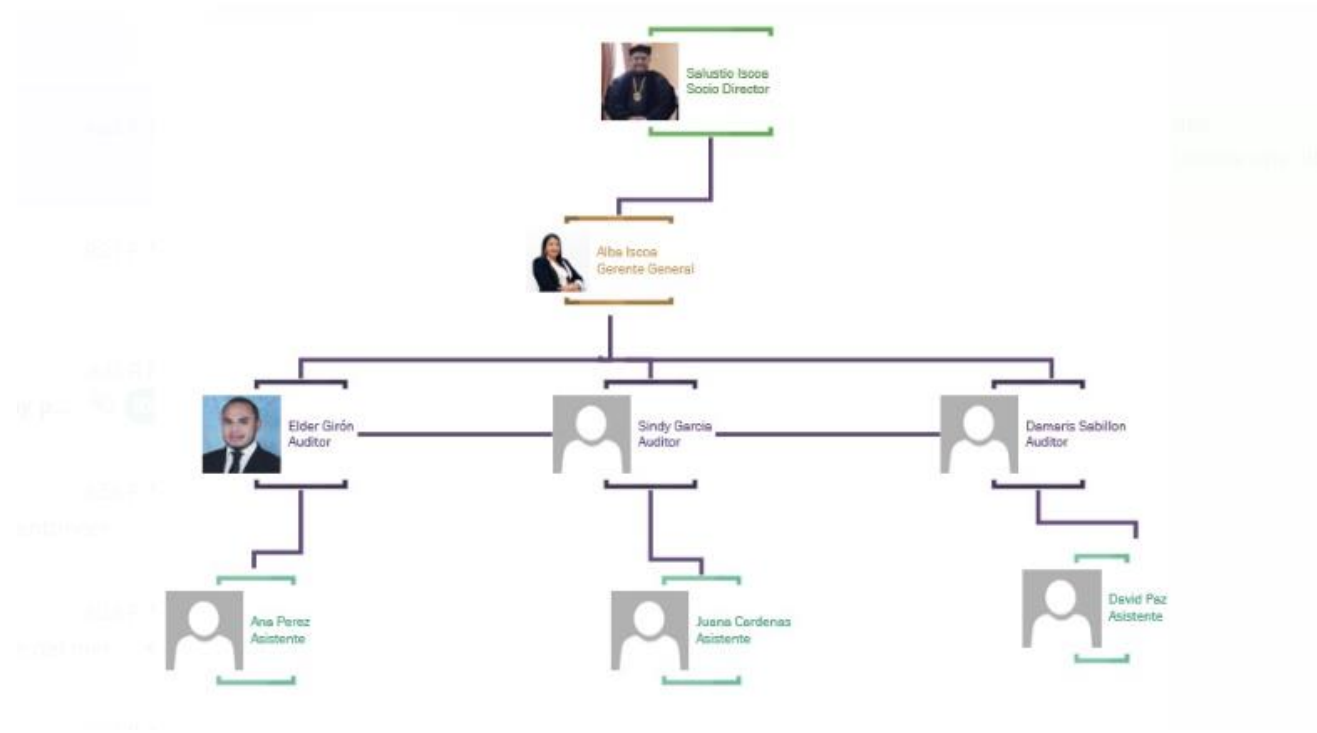 Salustio Iscoa
Socio Director
Alba Iscoa
Gerente General
Elder Girón
Auditor
Sindy Garcia
Auditor
Damaris Sabillon
Auditor
Ana Perez
Asistente
Juana Cardenas
Asistente
David Paz
Asistente